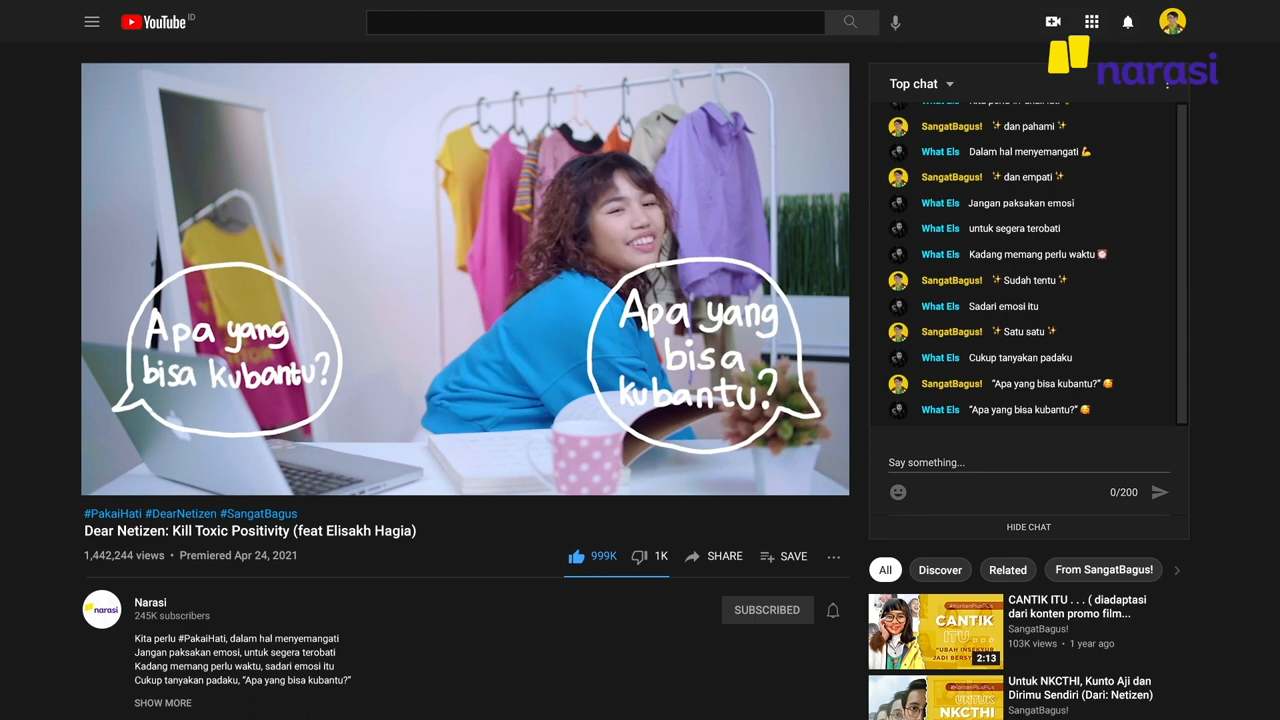 YouTube ID
narasi
Top chat
SangatBagus! ✨ dan pahami ✨
What Els Dalam hal menyemangati 💪
SangatBagus! ✨ dan empati ✨
What Els Jangan paksakan emosi
What Els untuk segera terobati
What Els Kadang memang perlu waktu ⏰
SangatBagus! ✨ Sudah tentu ✨
What Els Sadari emosi itu
SangatBagus! ✨ Satu satu ✨
What Els Cukup tanyakan padaku
SangatBagus! “Apa yang bisa kubantu?” 🥰
What Els “Apa yang bisa kubantu?” 🥰
Say something...
0/200
HIDE CHAT
Apa yang
bisa kubantu?
Apa yang
bisa
kubantu?
#PakaiHati #DearNetizen #SangatBagus
Dear Netizen: Kill Toxic Positivity (feat Elisakh Hagia)
1,442,244 views • Premiered Apr 24, 2021
999K 1K SHARE SAVE
narasi
Narasi
245K subscribers
SUBSCRIBED
Kita perlu #PakaiHati, dalam hal menyemangati
Jangan paksakan emosi, untuk segera terobati
Kadang memang perlu waktu, sadari emosi itu
Cukup tanyakan padaku, “Apa yang bisa kubantu?”
SHOW MORE
All Discover Related From SangatBagus!
#KontenPlusPlus
CANTIK
ITU . . .
"UBAH INSEKYUR
JADI BERSY
2:13
CANTIK ITU . . . ( diadaptasi
dari konten promo film...
SangatBagus!
103K views • 1 year ago
#KontenPlusPlus
UNTUK
NKCTHI
Untuk NKCTHI, Kunto Aji dan
Dirimu Sendiri (Dari: Netizen)
SangatBagus!